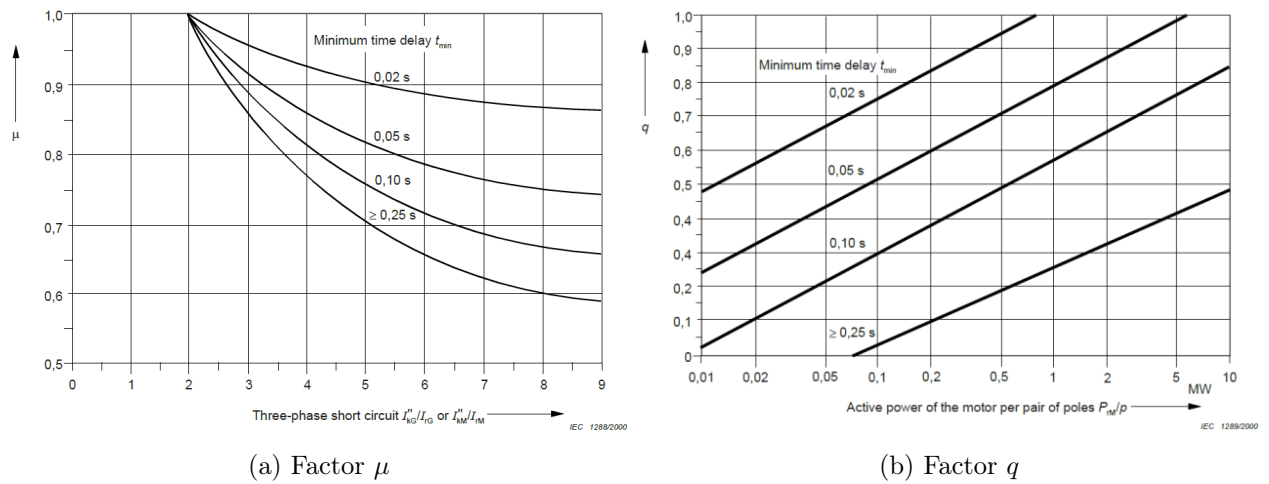 1,0
0,9
0,8
0,7
0,6
0,5
μ
Minimum time delay t_min
0,02 s
0,05 s
0,10 s
≥ 0,25 s
0 1 2 3 4 5 6 7 8 9
Three-phase short circuit I"kG/IrG or I"kM/IrM
IEC 1288/2000
(a) Factor μ
1,0
0,9
0,8
0,7
0,6
0,5
0,4
0,4
0,2
0,1
0
q
Minimum time delay t_min
0,02 s
0,05 s
0,10 s
≥ 0,25 s
0,01 0,02 0,05 0,1 0,2 0,5 1 2 5 10
MW
Active power of the motor per pair of poles PrM/p
IEC 1289/2000
(b) Factor q